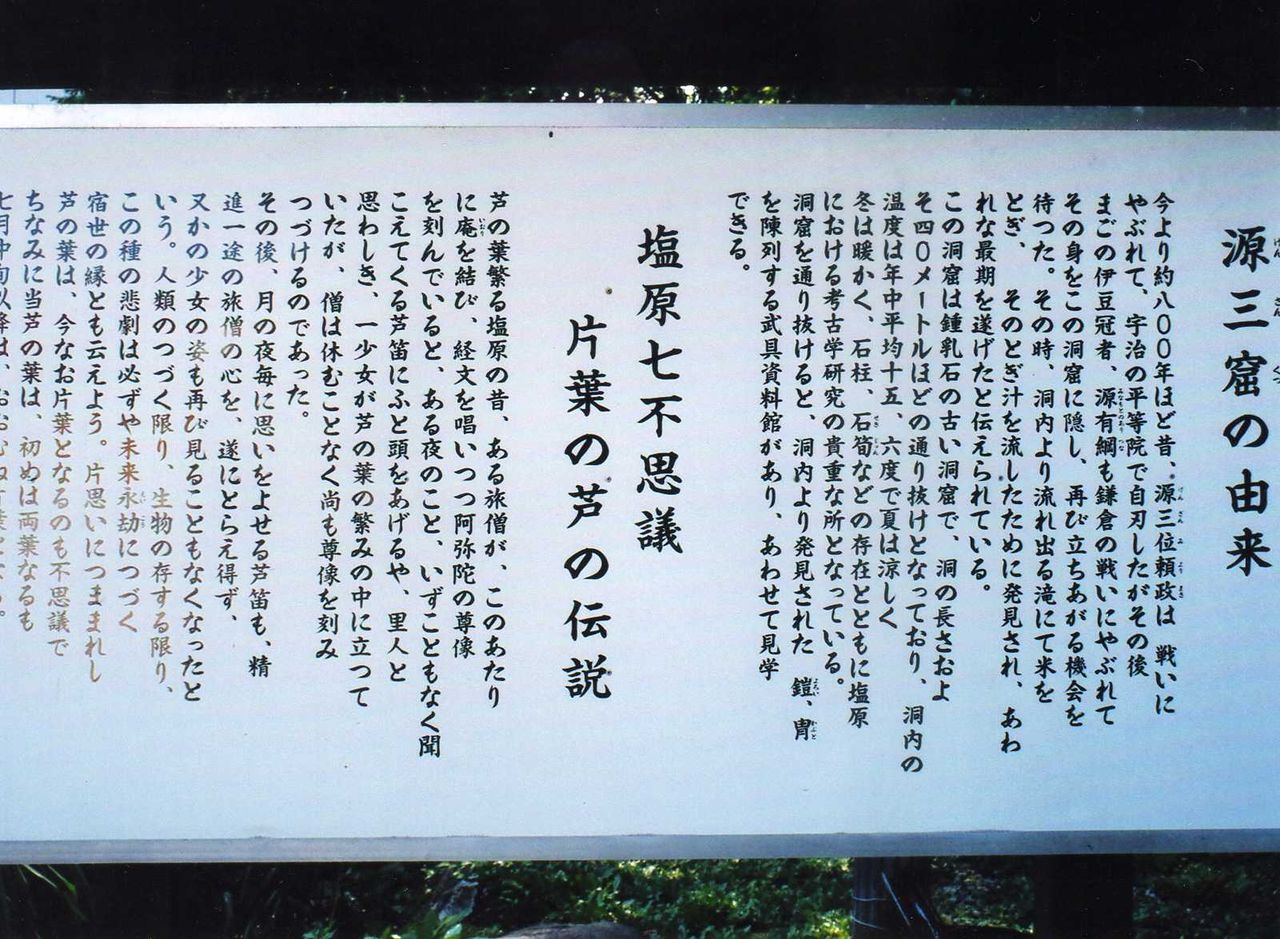 源三窟の由来
今より約八００年ほど昔、源三位頼政は　戦いに
やぶれて、宇治の平等院で自刃したがその後
まごの伊豆冠者、源有綱も鎌倉の戦いにやぶれて
その身をこの洞窟に隠し、再び立ちあがる機会を
待つた。その時、洞内より流れ出る滝にて米を
とぎ、　そのとぎ汁を流したために発見され、あわ
れな最期を遂げたと伝えられている。
この洞窟は鍾乳石の古い洞窟で、洞の長さおよ
そ４０メートルほどの通り抜けとなっており、洞内の
温度は年中平均十五、六度で夏は涼しく
冬は暖かく、石柱、石筍などの存在とともに塩原
における考古学研究の貴重な所となっている。
洞窟を通り抜けると、洞内より発見された　鎧、冑
を陳列する武具資料館があり、あわせて見学
できる。
塩原七不思議
片葉の芦の伝説
芦の葉繁る塩原の昔、ある旅僧が、このあたり
に庵を結び、経文を唱いつつ阿弥陀の尊像
を刻んでいると、ある夜のこと、いずこともなく聞
こえてくる芦笛にふと頭をあげるや、里人と
思わしき、一少女が芦の葉の繁みの中に立つて
いたが、僧は休むことなく尚も尊像を刻み
つづけるのであった。
その後、月の夜毎に思いをよせる芦笛も、精
進一途の旅僧の心を、遂にとらえ得ず、
又かの少女の姿も再び見ることもなくなったと
いう。人類のつづく限り、生物の存する限り、
この種の悲劇は必ずや未来永劫につづく
宿世の縁とも云えよう。片思いにつままれし
芦の葉は、今なお片葉となるのも不思議で
ちなみに当芦の葉は、初めは両葉なるも
七月中旬以降は、